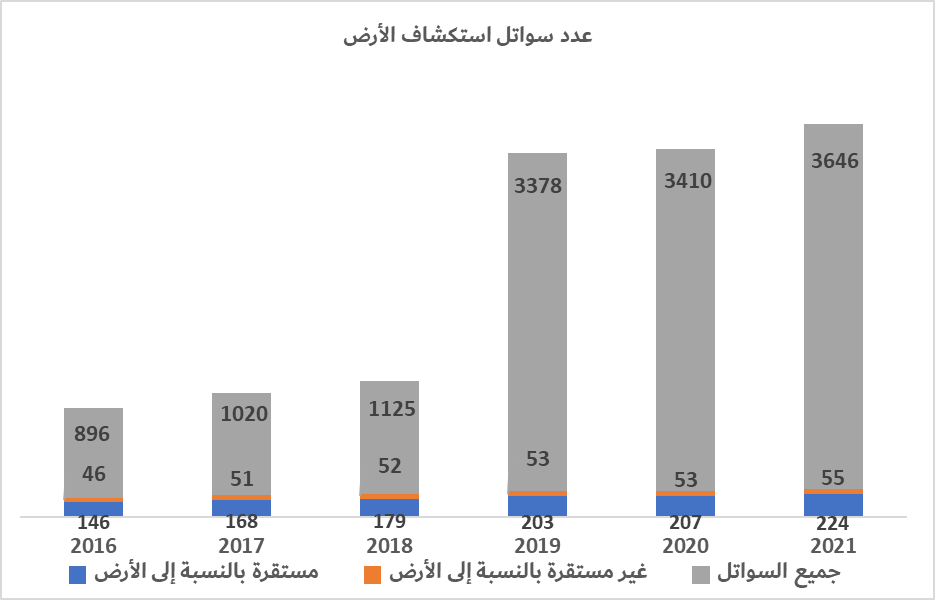 عدد سواتل استكشاف الأرض
3378 3410 3646
896 1020 1125
46 51 52 53 53 55
146 168 179 203 207 224
2016 2017 2018 2019 2020 2021
مستقرة بالنسبة إلى الأرض غير مستقرة بالنسبة إلى الأرض جميع السواتل